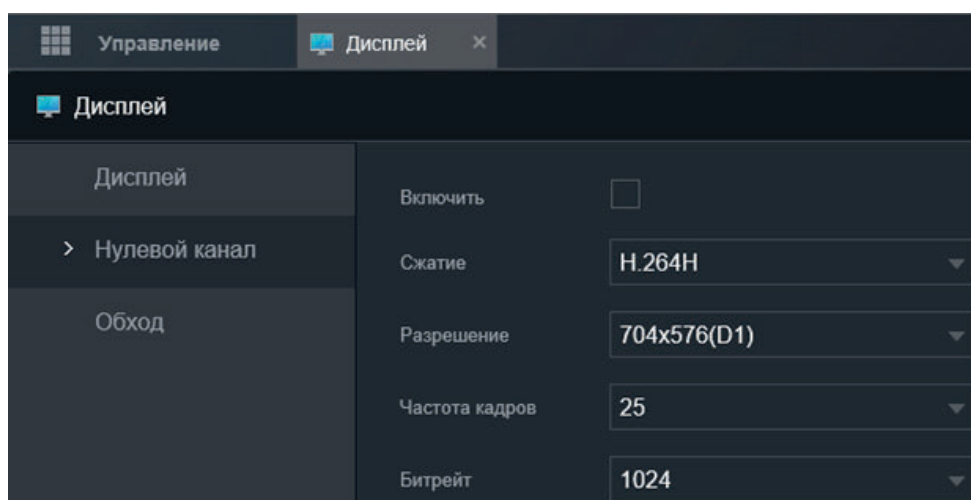 Управление
Дисплей ×
Дисплей
Дисплей
> Нулевой канал
Обход
Включить
Сжатие H.264H
Разрешение 704x576(D1)
Частота кадров 25
Битрейт 1024